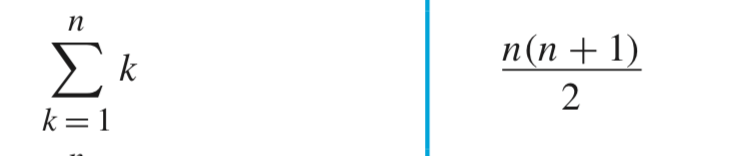 n
∑ k
k = 1
n(n + 1)
2